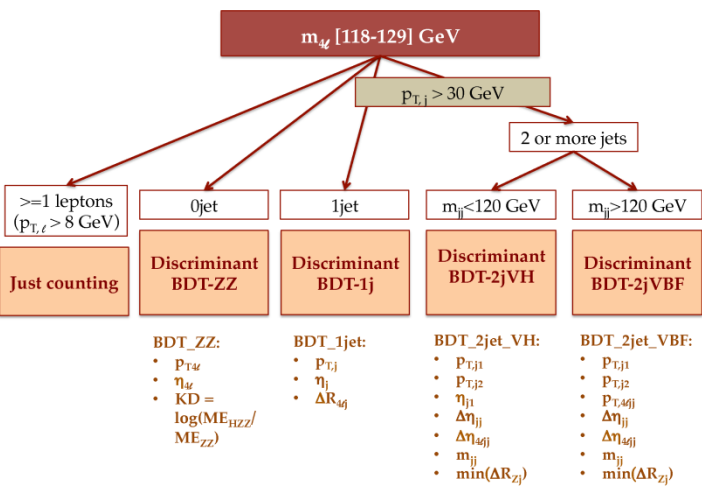 m4ℓ [118-129] GeV
pT, j > 30 GeV
2 or more jets
>=1 leptons
(pT, ℓ > 8 GeV)
0jet
1jet
mjj<120 GeV
mjj>120 GeV
Just counting
Discriminant
BDT-ZZ
Discriminant
BDT-1j
Discriminant
BDT-2jVH
Discriminant
BDT-2jVBF
BDT_ZZ:
• pT4ℓ
• η4ℓ
• KD =
log(MEHZZ/
MEZZ)
BDT_1jet:
• pT,j
• ηj
• ΔR4ℓj
BDT_2jet_VH:
• pT,j1
• pT,j2
• ηj1
• Δηjj
• Δη4ℓjj
• mjj
• min(ΔRZj)
BDT_2jet_VBF:
• pT,j1
• pT,j2
• pT,4ℓjj
• Δηjj
• Δη4ℓjj
• mjj
• min(ΔRZj)